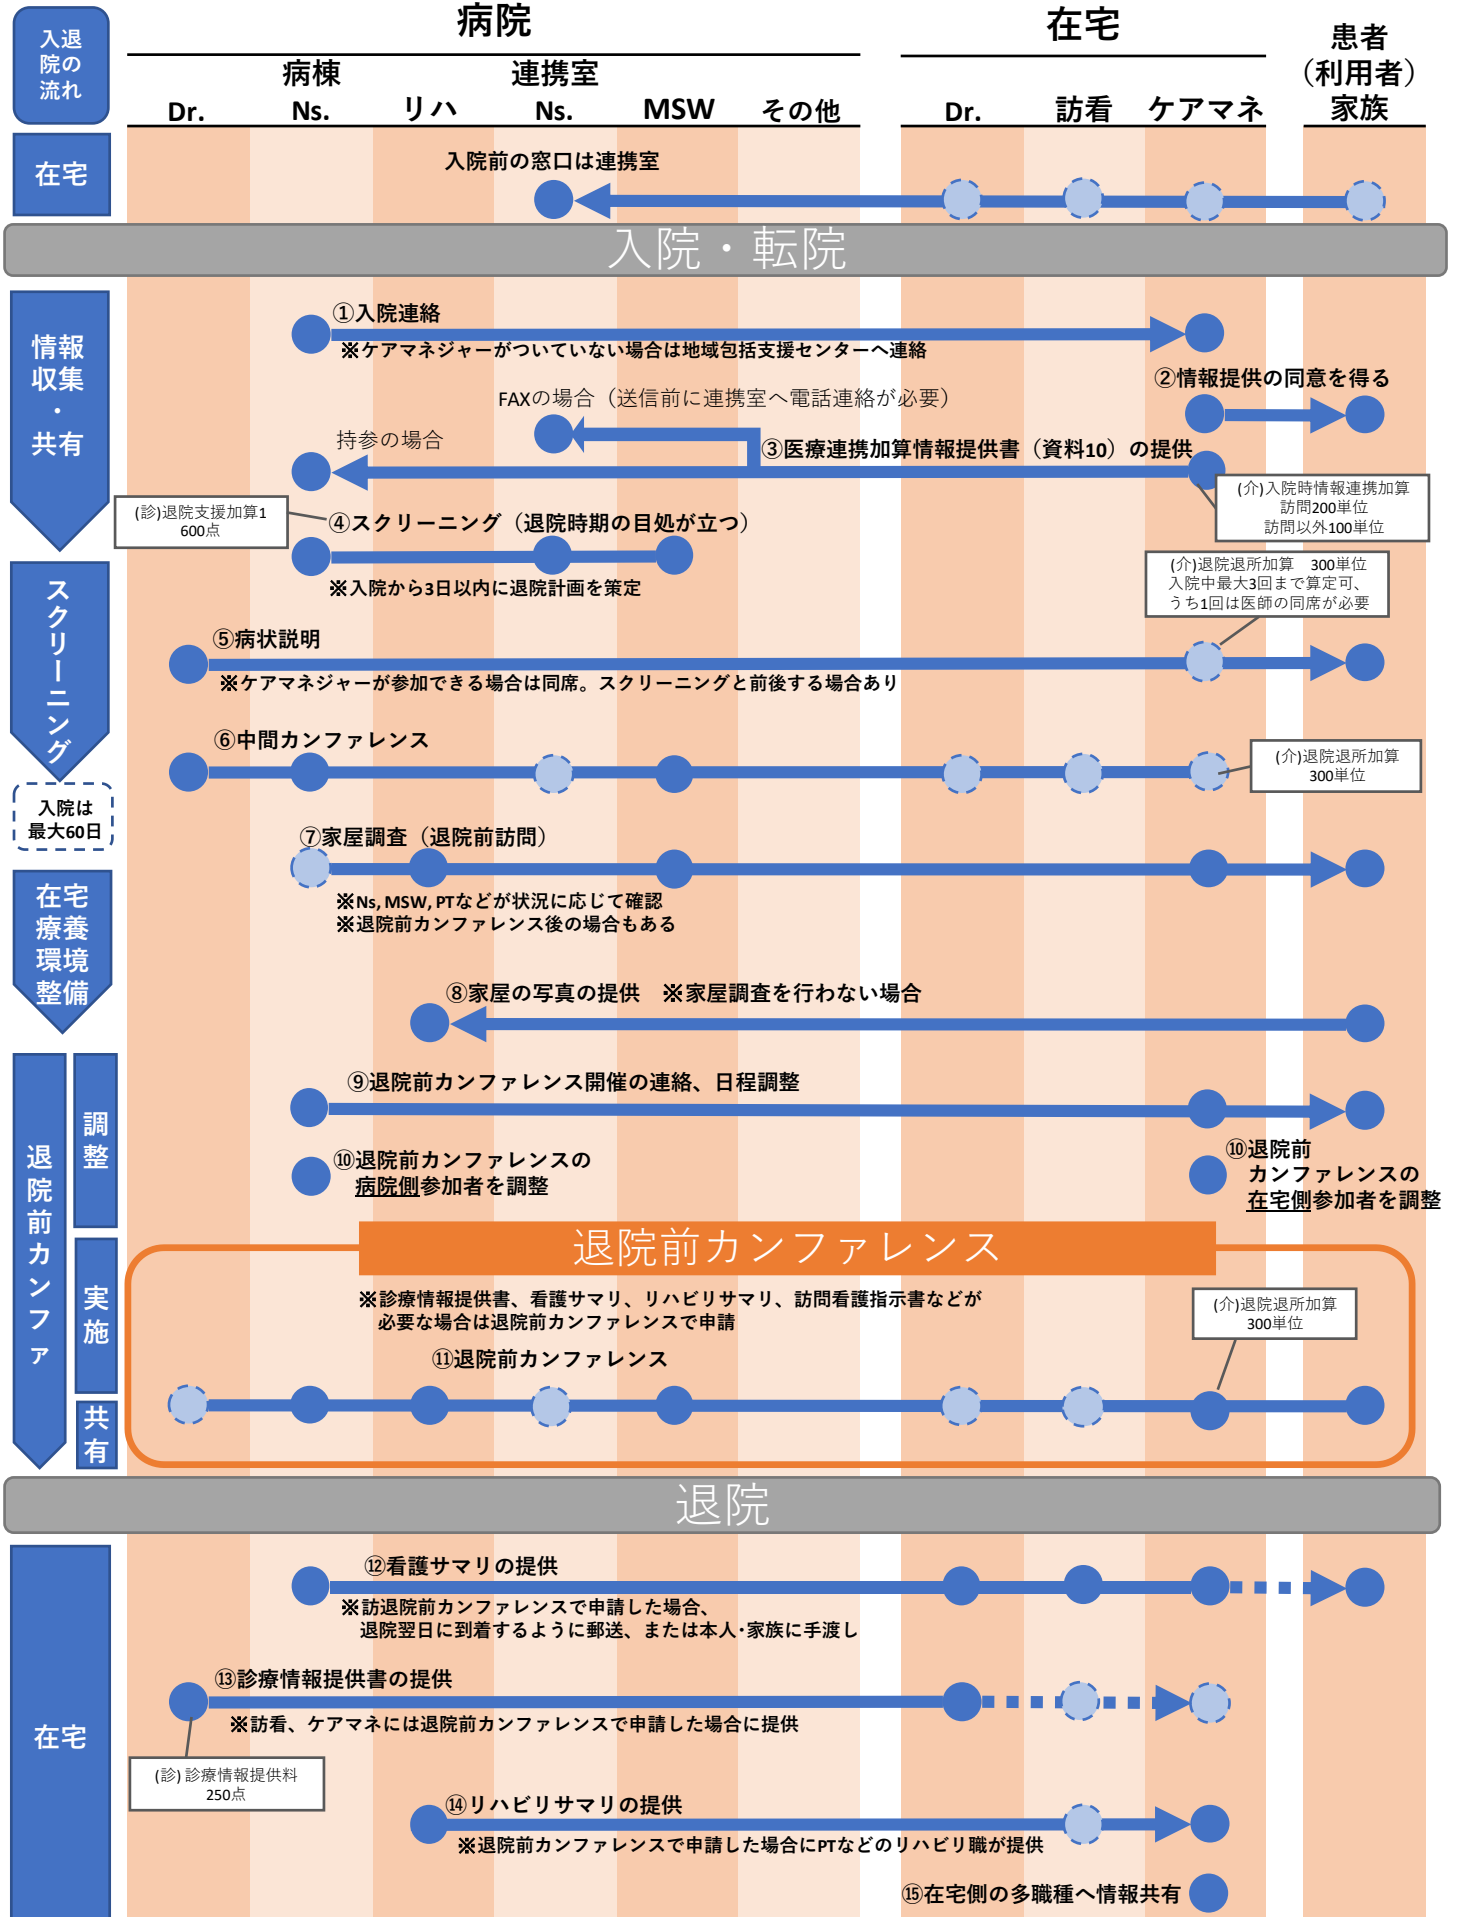 入退
院の
流れ
病院
在宅
患者
（利用者）
家族
病棟
連携室
Dr.
Ns.
リハ
Ns.
MSW
その他
Dr.
訪看
ケアマネ
在宅
入院前の窓口は連携室
入院・転院
情報
収集
・
共有
①入院連絡
※ケアマネジャーがついていない場合は地域包括支援センターへ連絡
②情報提供の同意を得る
FAXの場合（送信前に連携室へ電話連絡が必要）
持参の場合
③医療連携加算情報提供書（資料10）の提供
(介)入院時情報連携加算
訪問200単位
訪問以外100単位
(診)退院支援加算1
600点
④スクリーニング（退院時期の目処が立つ）
※入院から3日以内に退院計画を策定
スクリーニング
(介)退院退所加算　300単位
入院中最大3回まで算定可、
うち1回は医師の同席が必要
⑤病状説明
※ケアマネジャーが参加できる場合は同席。スクリーニングと前後する場合あり
⑥中間カンファレンス
(介)退院退所加算
300単位
入院は
最大60日
⑦家屋調査（退院前訪問）
※Ns, MSW, PTなどが状況に応じて確認
※退院前カンファレンス後の場合もある
在宅
療養
環境
整備
⑧家屋の写真の提供　※家屋調査を行わない場合
退院前カンファ
調整
⑨退院前カンファレンス開催の連絡、日程調整
⑩退院前カンファレンスの
病院側参加者を調整
⑩退院前
カンファレンスの
在宅側参加者を調整
実施
退院前カンファレンス
※診療情報提供書、看護サマリ、リハビリサマリ、訪問看護指示書などが
必要な場合は退院前カンファレンスで申請
(介)退院退所加算
300単位
⑪退院前カンファレンス
共有
退院
在宅
⑫看護サマリの提供
※訪退院前カンファレンスで申請した場合、
退院翌日に到着するように郵送、または本人・家族に手渡し
⑬診療情報提供書の提供
※訪看、ケアマネには退院前カンファレンスで申請した場合に提供
(診) 診療情報提供料
250点
⑭リハビリサマリの提供
※退院前カンファレンスで申請した場合にPTなどのリハビリ職が提供
⑮在宅側の多職種へ情報共有